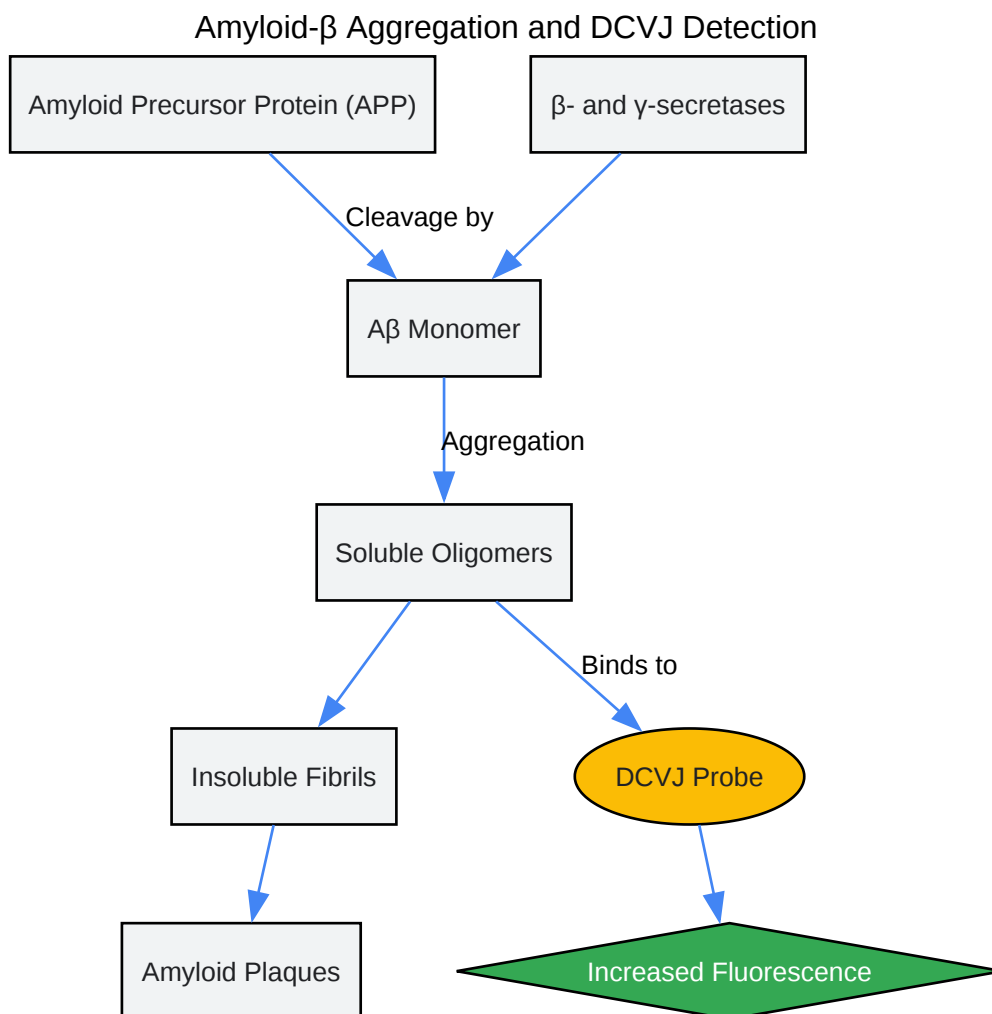 Amyloid-β Aggregation and DCVJ Detection
Amyloid Precursor Protein (APP)
β- and γ-secretases
Cleavage by
Aβ Monomer
Aggregation
Soluble Oligomers
Binds to
Insoluble Fibrils
DCVJ Probe
Amyloid Plaques
Increased Fluorescence